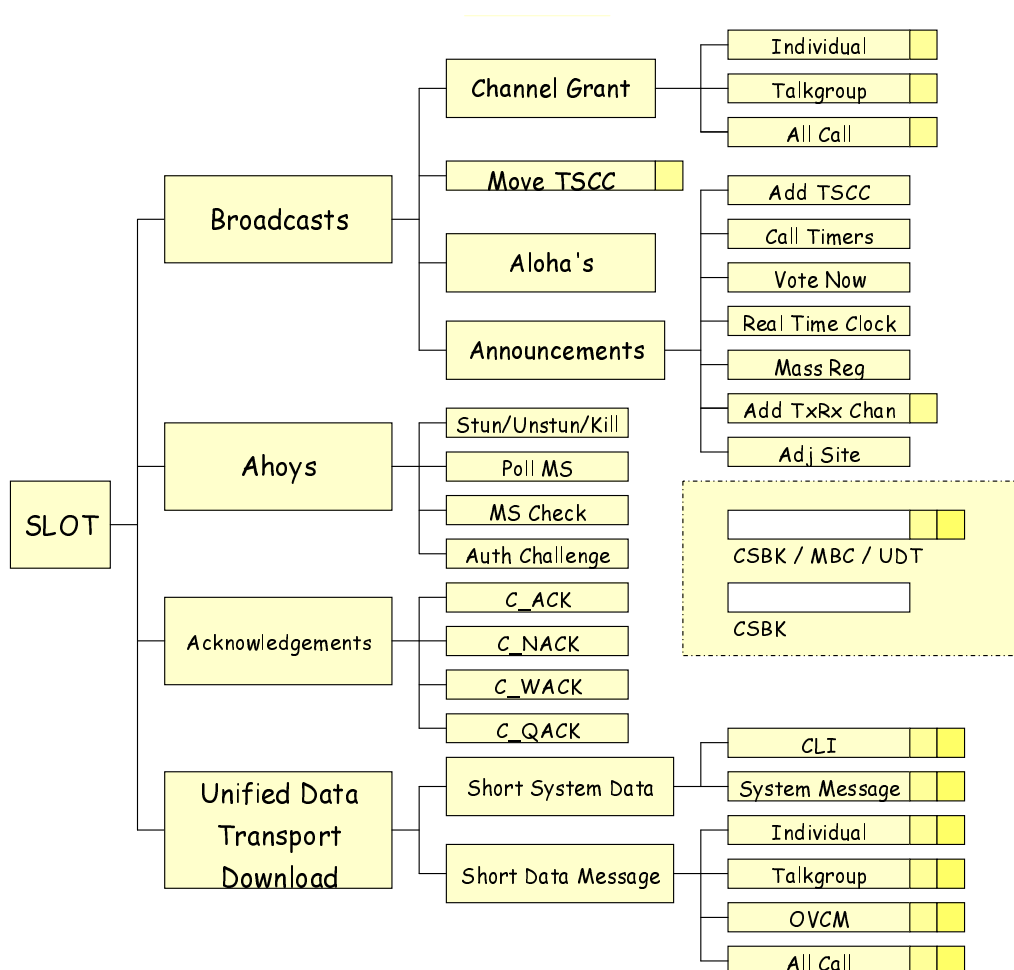 Individual
Channel Grant
Talkgroup
All Call
Move TSCC
Add TSCC
Broadcasts
Call Timers
Aloha's
Vote Now
Real Time Clock
Announcements
Mass Reg
Add TxRx Chan
Stun/Unstun/Kill
Adj Site
Ahoys
Poll MS
MS Check
SLOT
Auth Challenge
CSBK / MBC / UDT
C_ACK
CSBK
Acknowledgements
C_NACK
C_WACK
C_QACK
CLI
Unified Data
Transport
Download
Short System Data
System Message
Individual
Short Data Message
Talkgroup
OVCM
All Call